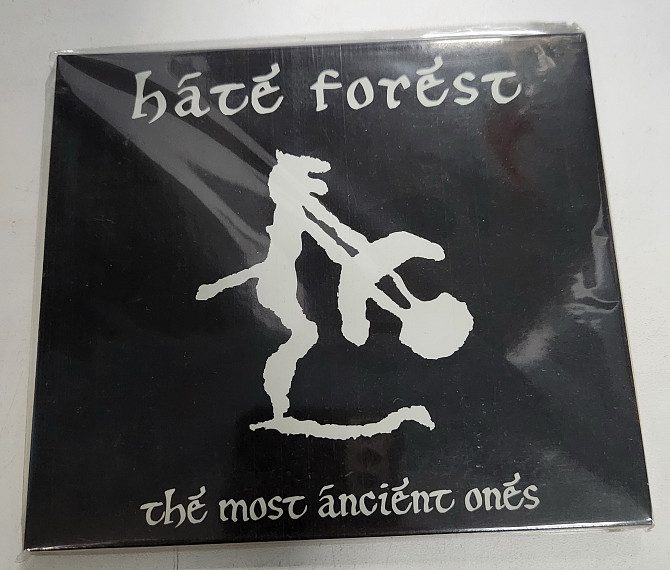 háté forést
thé most ánciént onés